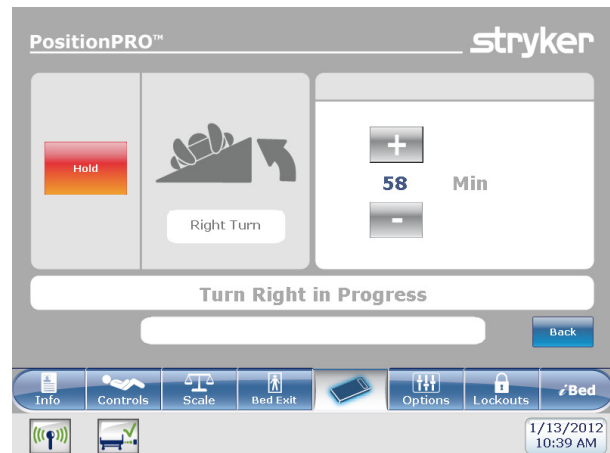 PositionPRO™
stryker
Hold
Right Turn
+
58 Min
-
Turn Right in Progress
Back
Info
Controls
Scale
Bed Exit
Options
Lockouts
iBed
1/13/2012
10:39 AM